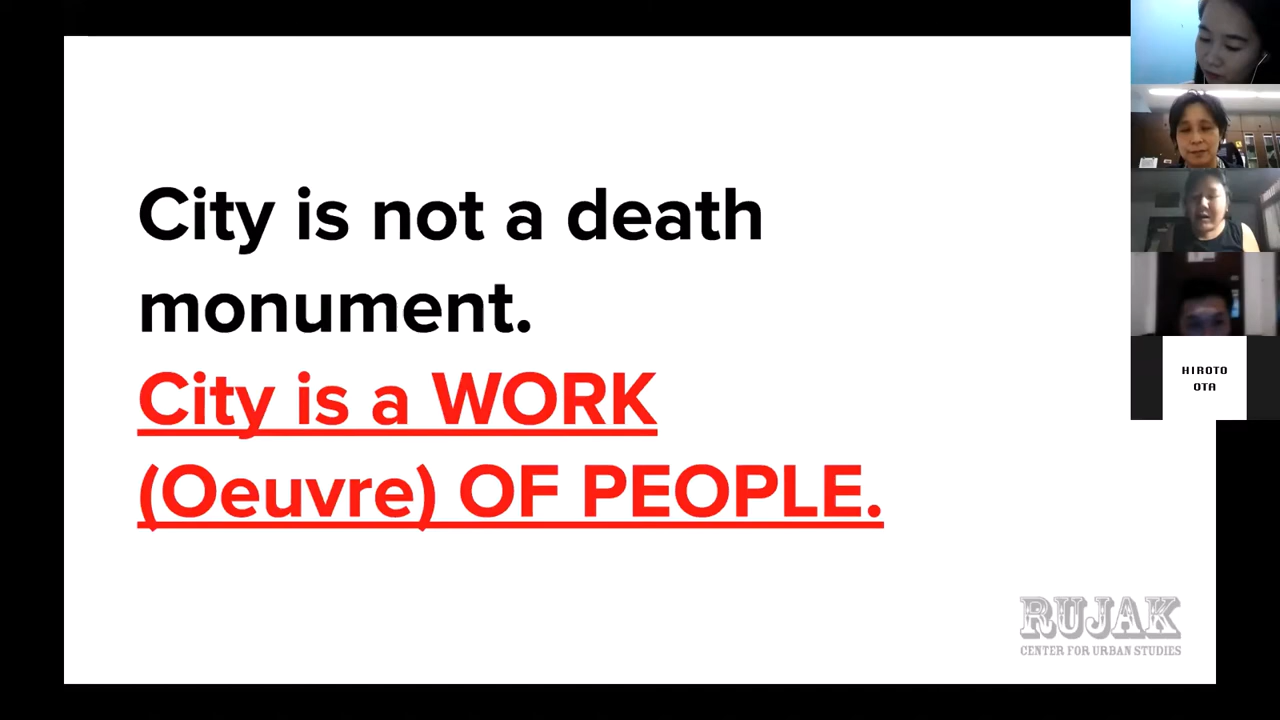 City is not a death
monument.
City is a WORK
(Oeuvre) OF PEOPLE.
HIROTO
OTA
RUJAK
CENTER FOR URBAN STUDIES